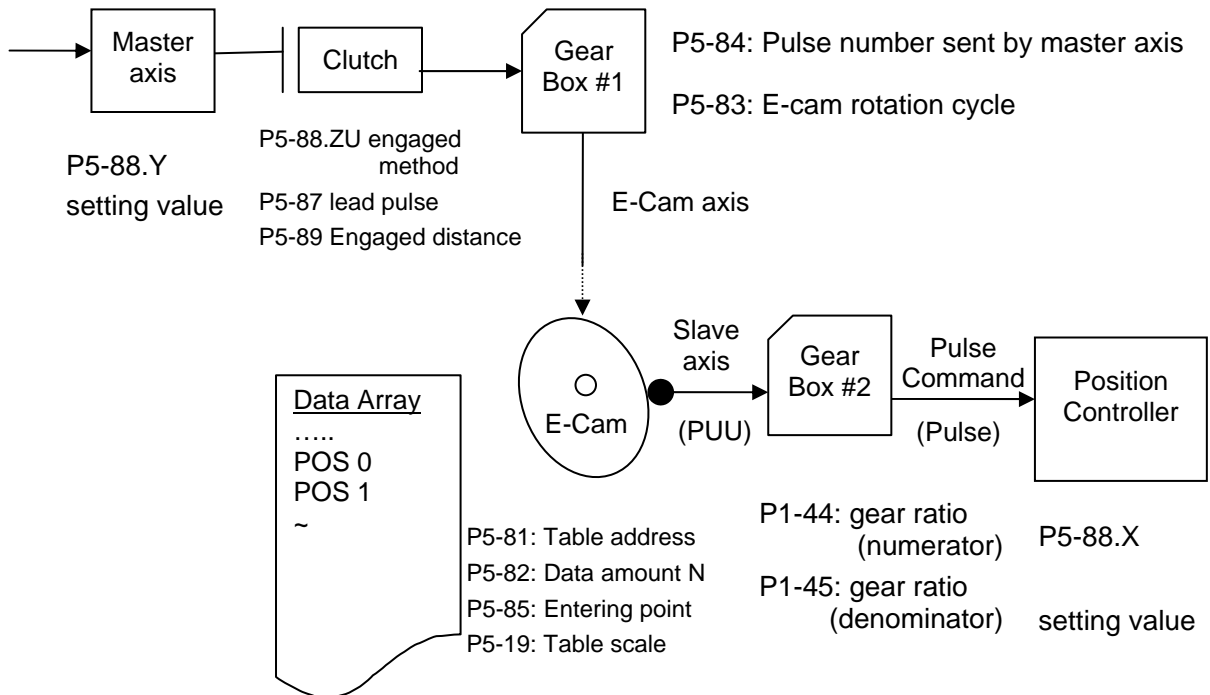 Master
axis
Clutch
Gear
Box #1
P5-84: Pulse number sent by master axis
P5-83: E-cam rotation cycle
P5-88.Y
setting value
P5-88.ZU engaged
method
P5-87 lead pulse
P5-89 Engaged distance
E-Cam axis
E-Cam
Slave
axis
(PUU)
Gear
Box #2
Pulse
Command
(Pulse)
Position
Controller
Data Array
…..
POS 0
POS 1
~
P5-81: Table address
P5-82: Data amount N
P5-85: Entering point
P5-19: Table scale
P1-44: gear ratio
(numerator)
P1-45: gear ratio
(denominator)
P5-88.X
setting value